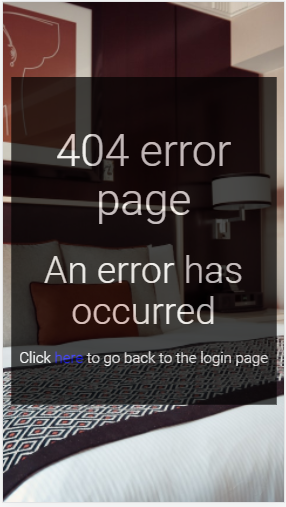 404 error
page
An error has
occurred
Click here to go back to the login page